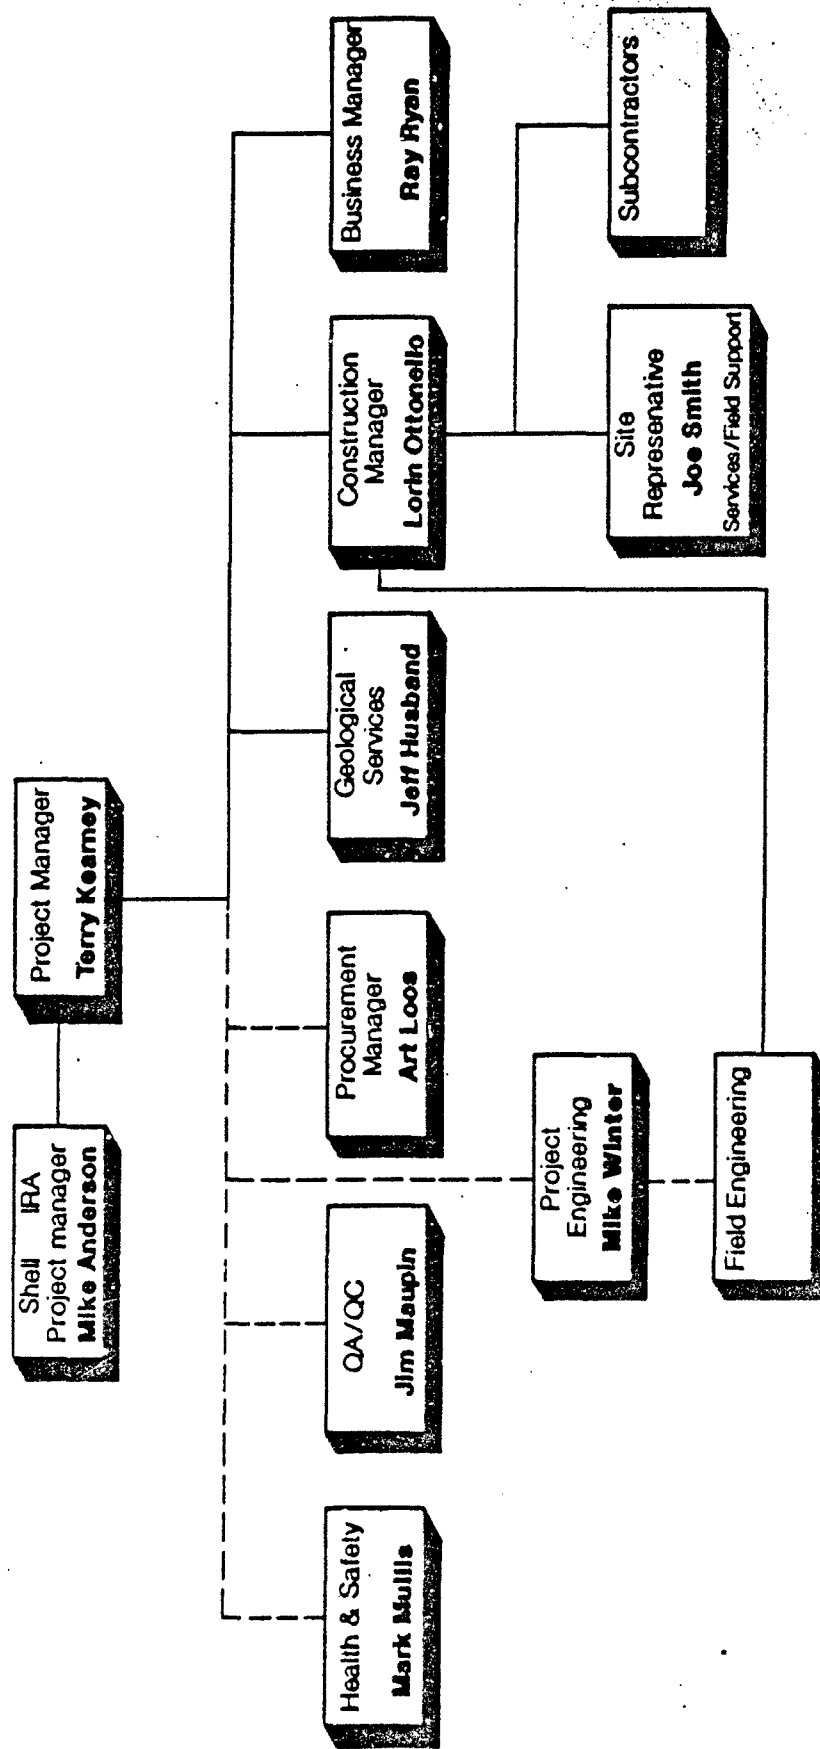 Shell IRA
Project manager
Mike Anderson
Project Manager
Terry Kearney
Health & Safety
Mark Mullis
QA/QC
Jim Maupin
Procurement
Manager
Art Loos
Geological
Services
Jeff Husband
Construction
Manager
Lorin Ottonello
Business Manager
Ray Ryan
Project
Engineering
Mike Winter
Field Engineering
Site
Represenative
Joe Smith
Services/Field Support
Subcontractors